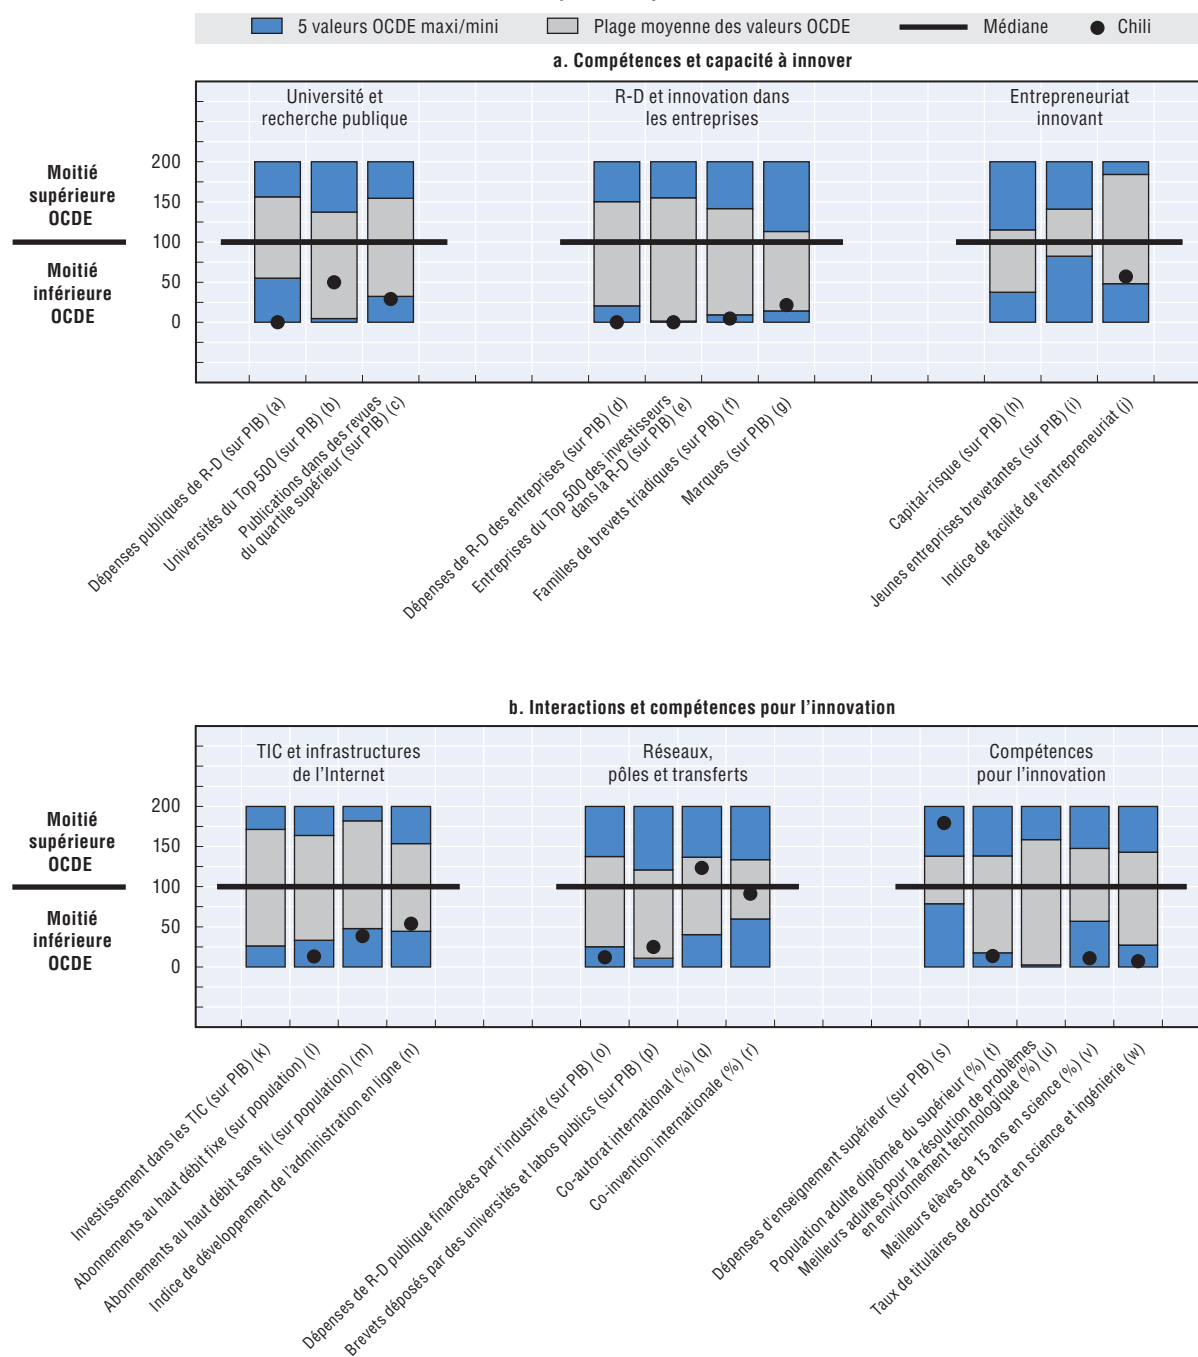 5 valeurs OCDE maxi/mini
Plage moyenne des valeurs OCDE
Médiane
Chili
a. Compétences et capacité à innover
Université et
recherche publique
R-D et innovation dans
les entreprises
Entrepreneuriat
innovant
Moitié
supérieure
OCDE
Moitié
inférieure
OCDE
200
150
100
50
0
Dépenses publiques de R-D (sur PIB) (a)
Universités du Top 500 (sur PIB) (b)
Publications dans des revues
du quartile supérieur (sur PIB) (c)
Dépenses de R-D des entreprises (sur PIB) (d)
Entreprises du Top 500 des investisseurs
dans la R-D (sur PIB) (e)
Familles de brevets triadiques (sur PIB) (f)
Marques (sur PIB) (g)
Capital-risque (sur PIB) (h)
Jeunes entreprises brevetantes (sur PIB) (i)
Indice de facilité de l'entrepreneuriat (j)
b. Interactions et compétences pour l'innovation
TIC et infrastructures
de l'Internet
Réseaux,
pôles et transferts
Compétences
pour l'innovation
Moitié
supérieure
OCDE
Moitié
inférieure
OCDE
200
150
100
50
0
Investissement dans les TIC (sur PIB) (k)
Abonnements au haut débit fixe (sur population) (l)
Abonnements au haut débit sans fil (sur population) (m)
Indice de développement de l'administration en ligne (n)
Dépenses de R-D publique financées par l'industrie (sur PIB) (o)
Brevets déposés par des universités et labos publics (sur PIB) (p)
Co-autorat international (%) (q)
Co-invention internationale (%) (r)
Dépenses d'enseignement supérieur (sur PIB) (s)
Population adulte diplômée du supérieur (%) (t)
Meilleurs adultes pour la résolution de problèmes
en environnement technologique (%) (u)
Meilleurs élèves de 15 ans en science (%) (v)
Taux de titulaires de doctorat en science et ingénierie (w)